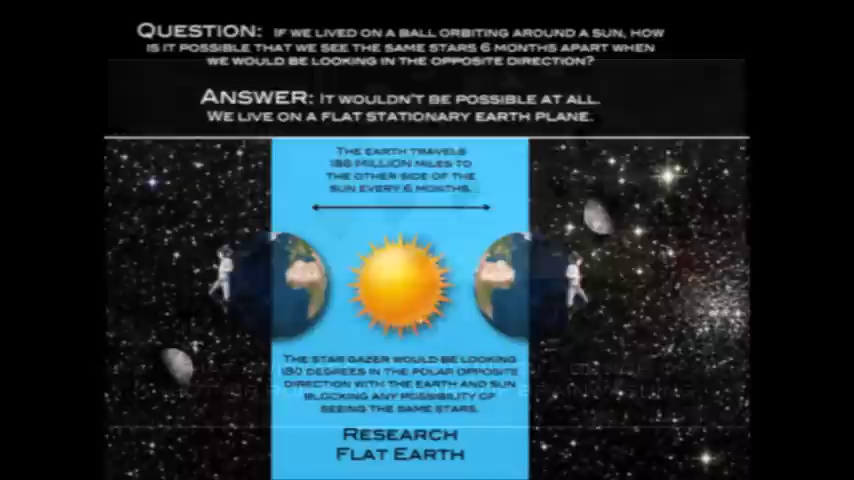 QUESTION: IF WE LIVED ON A BALL ORBITING AROUND A SUN, HOW
IS IT POSSIBLE THAT WE SEE THE SAME STARS 6 MONTHS APART WHEN
WE WOULD BE LOOKING IN THE OPPOSITE DIRECTION?
ANSWER: IT WOULDN'T BE POSSIBLE AT ALL.
WE LIVE ON A FLAT STATIONARY EARTH PLANE.
THE EARTH TRAVELS
186 MILLION MILES TO
THE OTHER SIDE OF THE
SUN EVERY 6 MONTHS...
THE STAR GAZER WOULD BE LOOKING
180 DEGREES IN THE POLAR OPPOSITE
DIRECTION WITH THE EARTH AND SUN
BLOCKING ANY POSSIBILITY OF
SEEING THE SAME STARS.
RESEARCH
FLAT EARTH